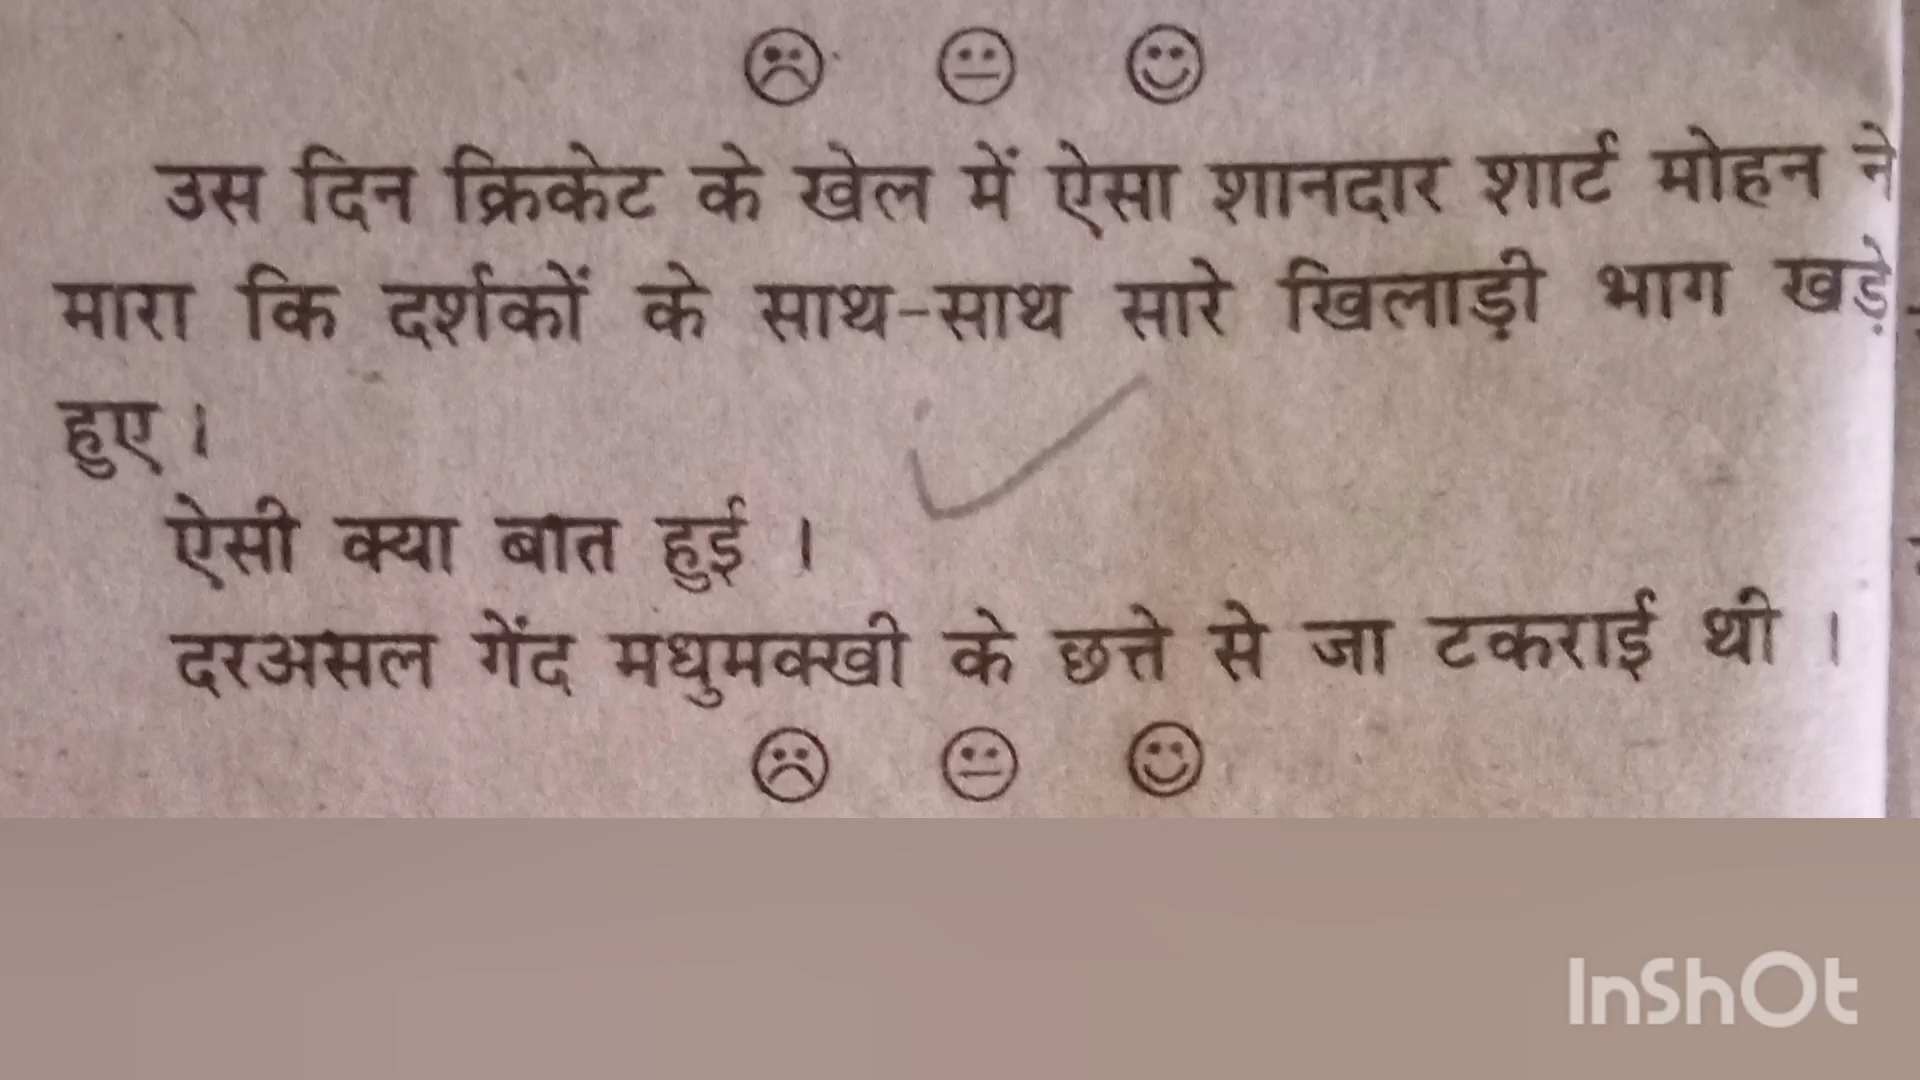 उस दिन क्रिकेट के खेल में ऐसा शानदार शार्ट मोहन ने
मारा कि दर्शकों के साथ-साथ सारे खिलाड़ी भाग खड़े
हुए ।
ऐसी क्या बात हुई ।
दरअसल गेंद मधुमक्खी के छत्ते से जा टकराई थी ।
InShOt